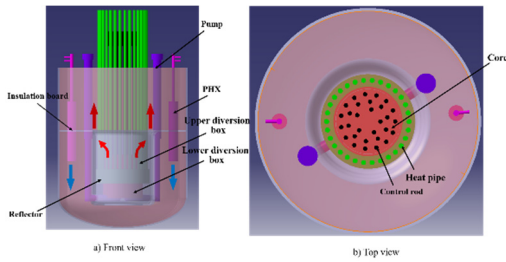 Pump
Core
PHX
Insulation board
Upper diversion
box
Lower diversion
box
Heat pipe
Control rod
Reflector
a) Front view
b) Top view